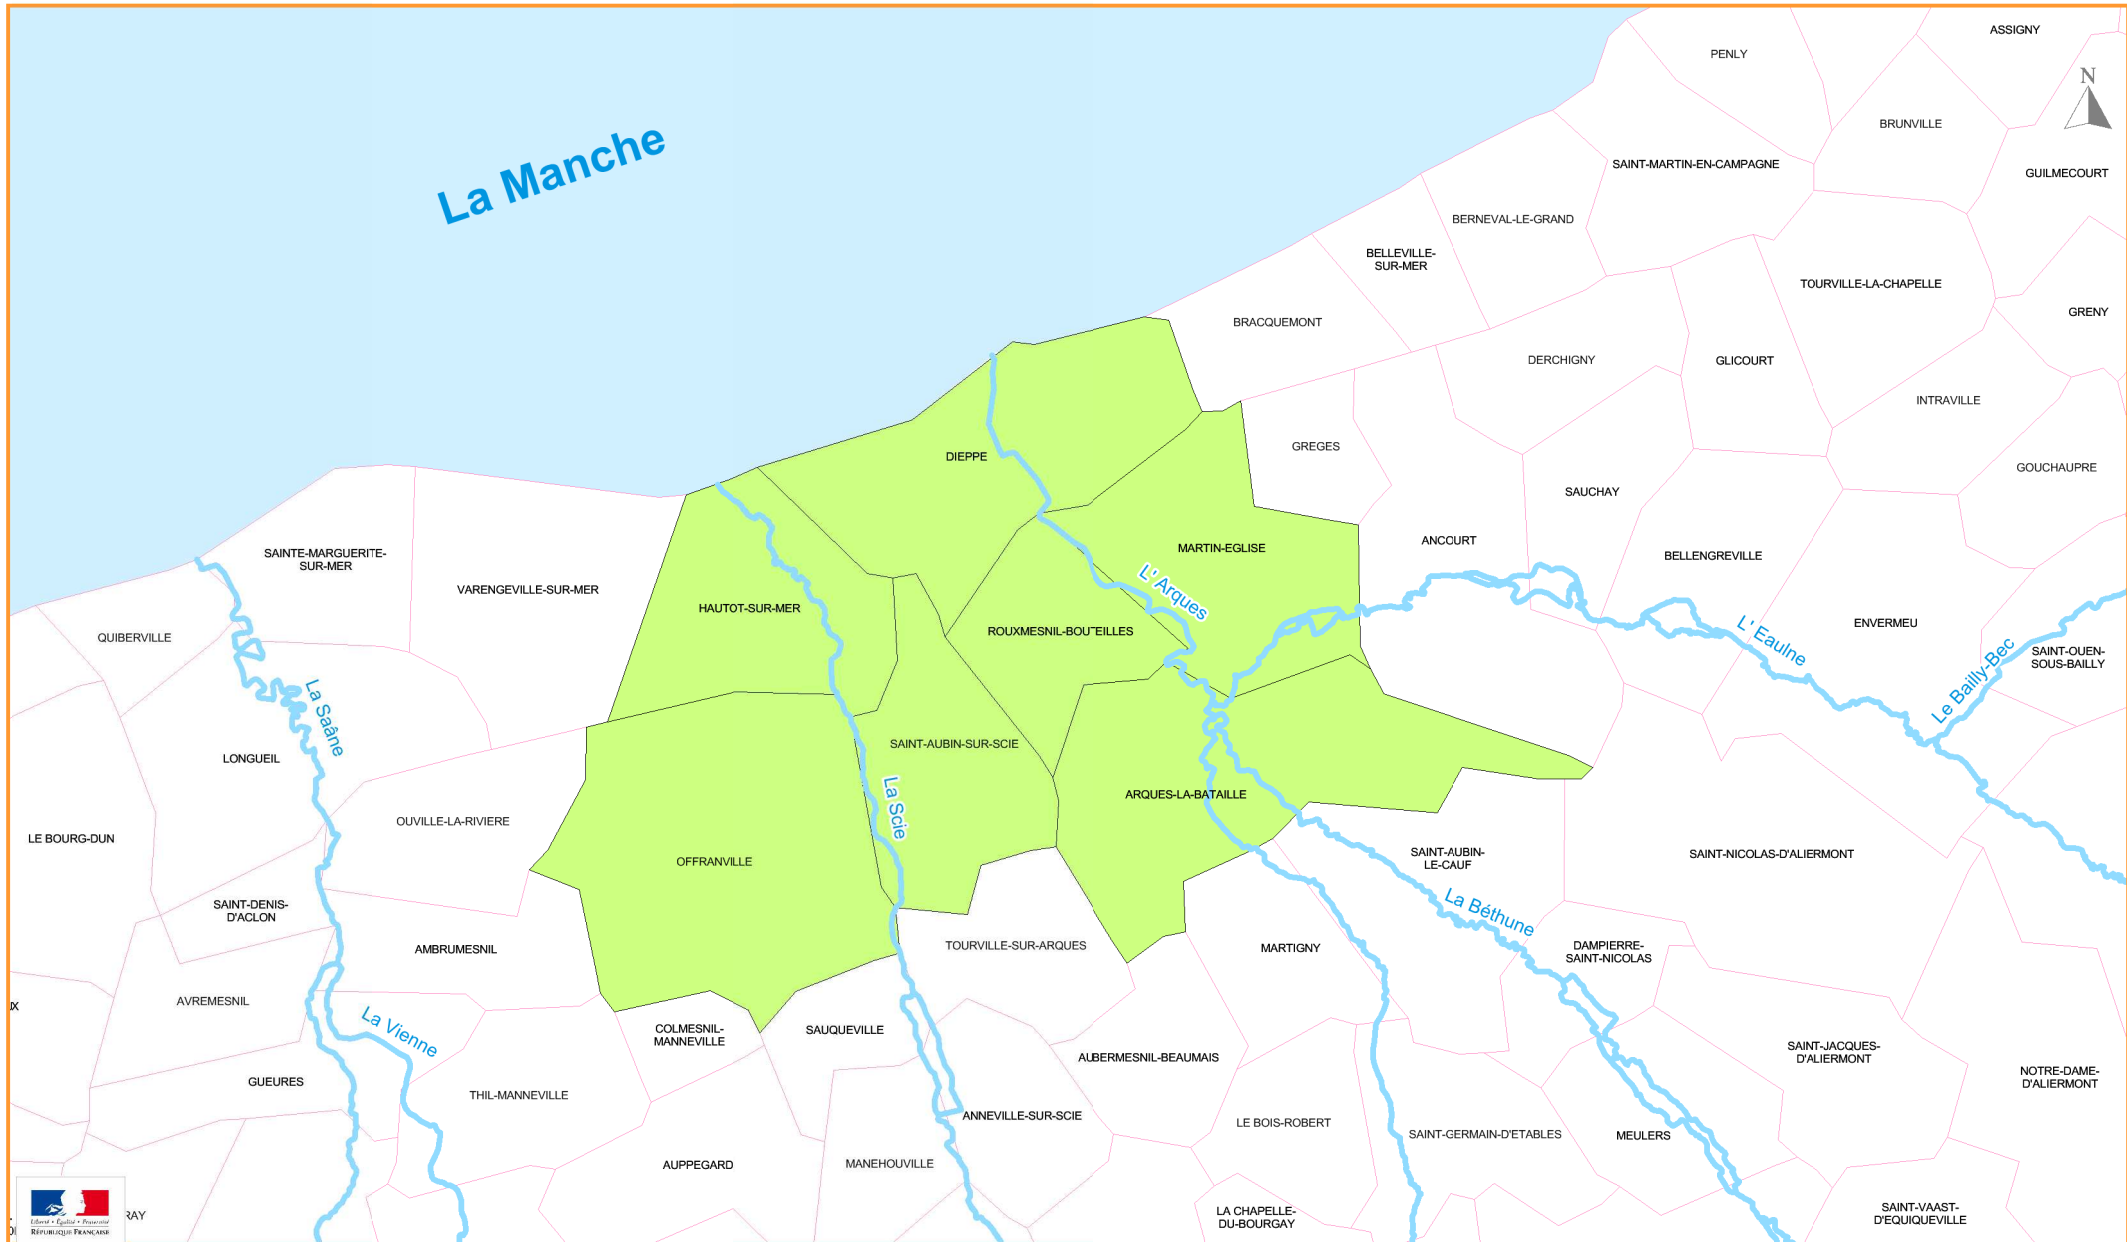 ASSIGNY
PENLY
N
BRUNVILLE
La Manche
SAINT-MARTIN-EN-CAMPAGNE
GUILMECOURT
BERNEVAL-LE-GRAND
BELLEVILLE-
SUR-MER
TOURVILLE-LA-CHAPELLE
GRENY
BRACQUEMONT
DERCHIGNY
GLICOURT
INTRAVILLE
GREGES
DIEPPE
GOUCHAUPRE
SAUCHAY
ANCOURT
MARTIN-EGLISE
SAINTE-MARGUERITE-
SUR-MER
BELLENGREVILLE
VARENGEVILLE-SUR-MER
L' Arques
HAUTOT-SUR-MER
ENVERMEU
ROUXMESNIL-BOUTEILLES
QUIBERVILLE
L' Eaulne
SAINT-OUEN-
SOUS-BAILLY
Le Bailly-Bec
La Saâne
SAINT-AUBIN-SUR-SCIE
LONGUEIL
ARQUES-LA-BATAILLE
La Scie
OUVILLE-LA-RIVIERE
LE BOURG-DUN
OFFRANVILLE
SAINT-AUBIN-
LE-CAUF
SAINT-NICOLAS-D'ALIERMONT
SAINT-DENIS-
D'ACLON
La Béthune
TOURVILLE-SUR-ARQUES
MARTIGNY
AMBRUMESNIL
DAMPIERRE-
SAINT-NICOLAS
AVREMESNIL
La Vienne
COLMESNIL-
MANNEVILLE
SAUQUEVILLE
AUBERMESNIL-BEAUMAIS
SAINT-JACQUES-
D'ALIERMONT
GUEURES
NOTRE-DAME-
D'ALIERMONT
THIL-MANNEVILLE
ANNEVILLE-SUR-SCIE
LE BOIS-ROBERT
SAINT-GERMAIN-D'ETABLES
MEULERS
AUPPEGARD
MANEHOUVILLE
LA CHAPELLE-
DU-BOURGAY
SAINT-VAAST-
D'EQUIQUEVILLE
RAY
Liberté • Égalité • Fraternité
RÉPUBLIQUE FRANÇAISE